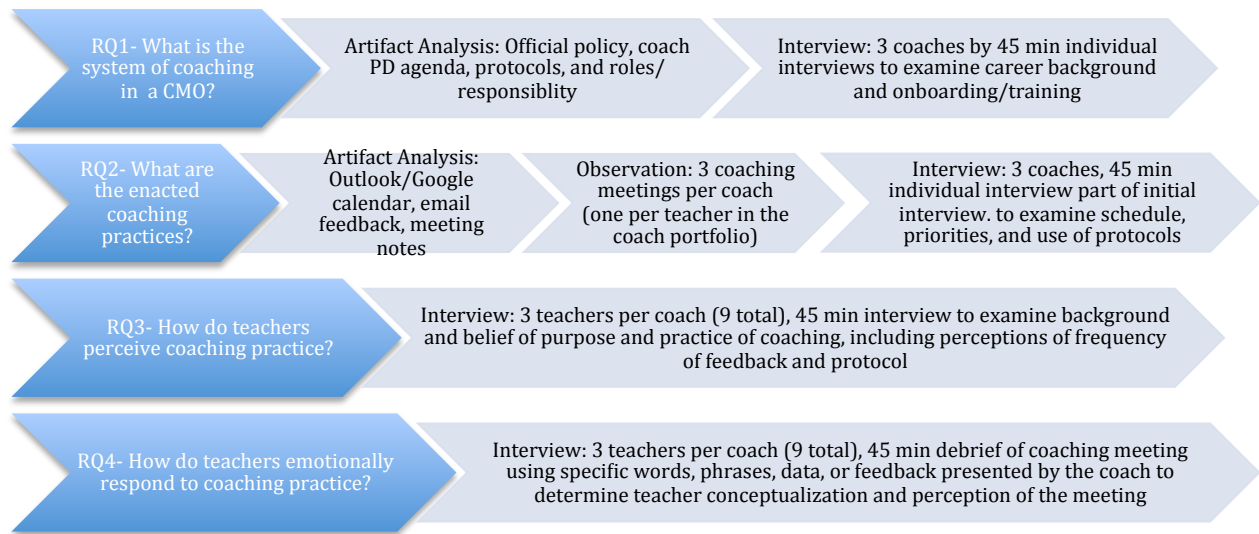 RQ1- What is the
system of coaching
in  a CMO?
Artifact Analysis: Official policy, coach
PD agenda, protocols, and roles/
responsiblity
Interview: 3 coaches by 45 min individual
interviews to examine career background
and onboarding/training
RQ2- What are
the enacted
coaching
practices?
Artifact Analysis:
Outlook/Google
calendar, email
feedback, meeting
notes
Observation: 3 coaching
meetings per coach
(one per teacher in the
coach portfolio)
Interview: 3 coaches, 45 min
individual interview part of initial
interview. to examine schedule,
priorities, and use of protocols
RQ3- How do teachers
perceive coaching practice?
Interview: 3 teachers per coach (9 total), 45 min interview to examine background
and belief of purpose and practice of coaching, including perceptions of frequency
of feedback and protocol
RQ4- How do teachers emotionally
respond to coaching practice?
Interview: 3 teachers per coach (9 total), 45 min debrief of coaching meeting
using specific words, phrases, data, or feedback presented by the coach to
determine teacher conceptualization and perception of the meeting